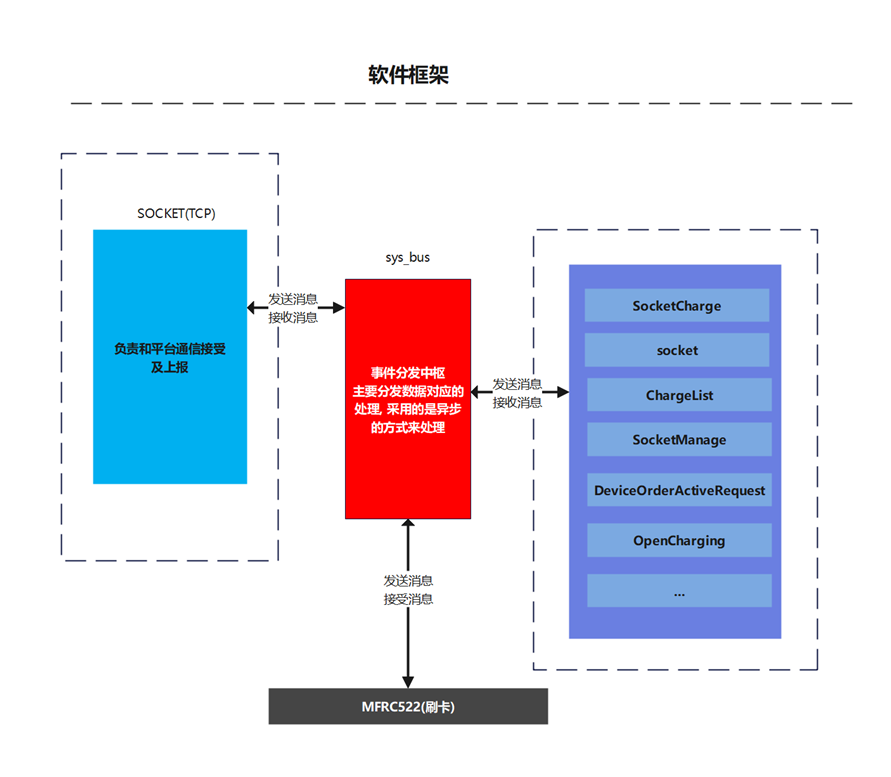 软件框架
SOCKET(TCP)
负责和平台通信接受
及上报
发送消息
接收消息
sys_bus
事件分发中枢
主要分发数据对应的
处理, 采用的是异步
的方式来处理
发送消息
接收消息
SocketCharge
socket
ChargeList
SocketManage
DeviceOrderActiveRequest
OpenCharging
...
发送消息
接受消息
MFRC522(刷卡)